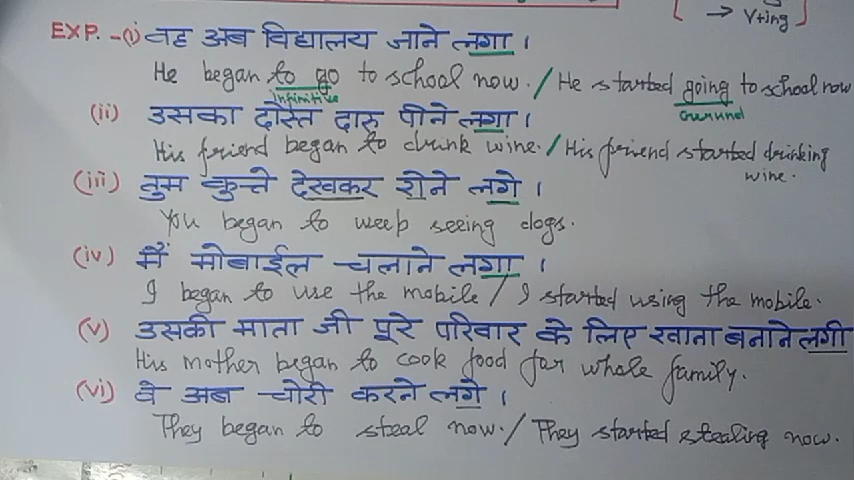 → V+ing
EXP. -(i) वह अब विद्यालय जाने लगा ।
He began to go to school now. / He started going to school now
Infinitive
Gerund
(ii) उसका दोस्त दारु पीने लगा ।
His friend began to drink wine. / His friend started drinking
wine.
(iii) तुम कुत्ते देखकर रोने लगे ।
You began to weep seeing dogs.
(iv) मैं मोबाईल चलाने लगा ।
I began to use the mobile / I started using the mobile.
(v) उसकी माता जी पूरे परिवार के लिए खाना बनाने लगी
His mother began to cook food for whole family.
(vi) वे अब चोरी करने लगे ।
They began to steal now. / They started stealing now.